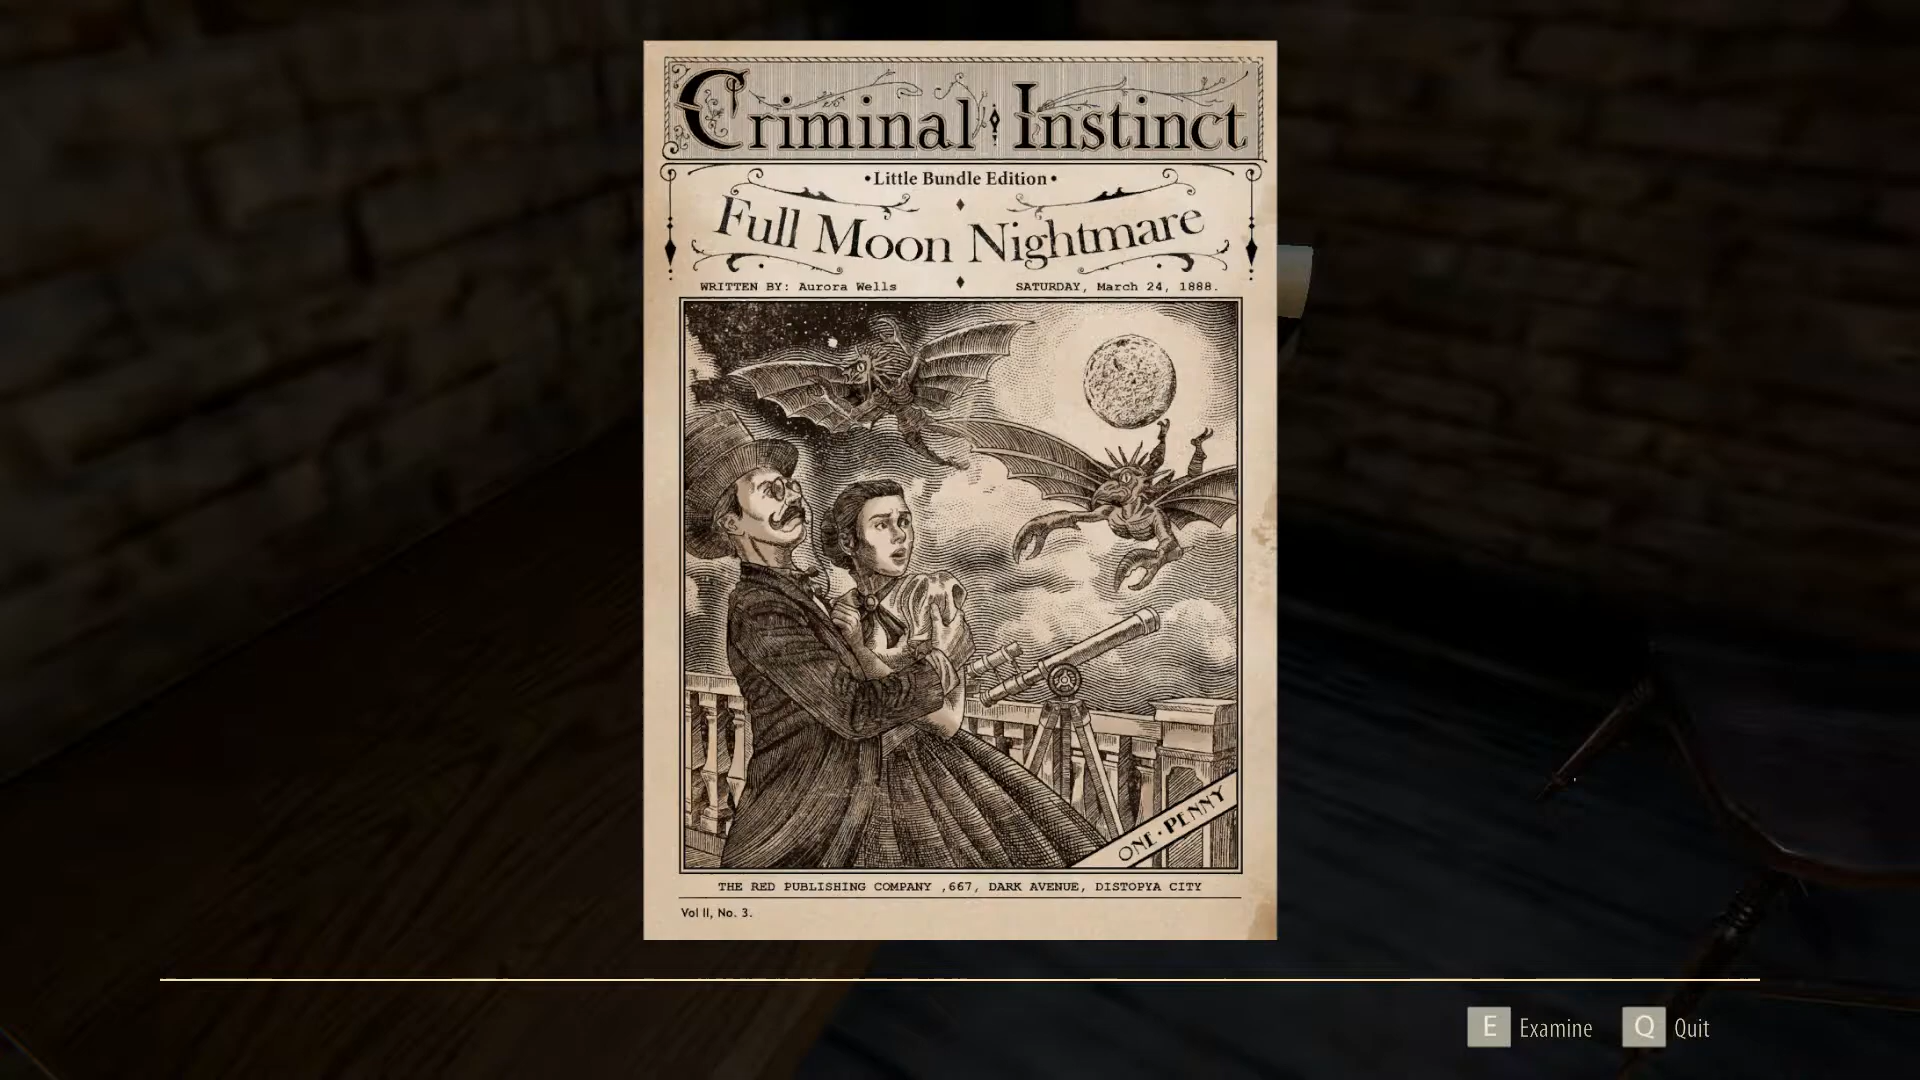 Criminal Instinct
•Little Bundle Edition•
Full Moon Nightmare
WRITTEN BY: Aurora Wells
SATURDAY, March 24, 1888.
ONE·PENNY
THE RED PUBLISHING COMPANY ,667, DARK AVENUE, DISTOPYA CITY
Vol II, No. 3.
E Examine
Q Quit